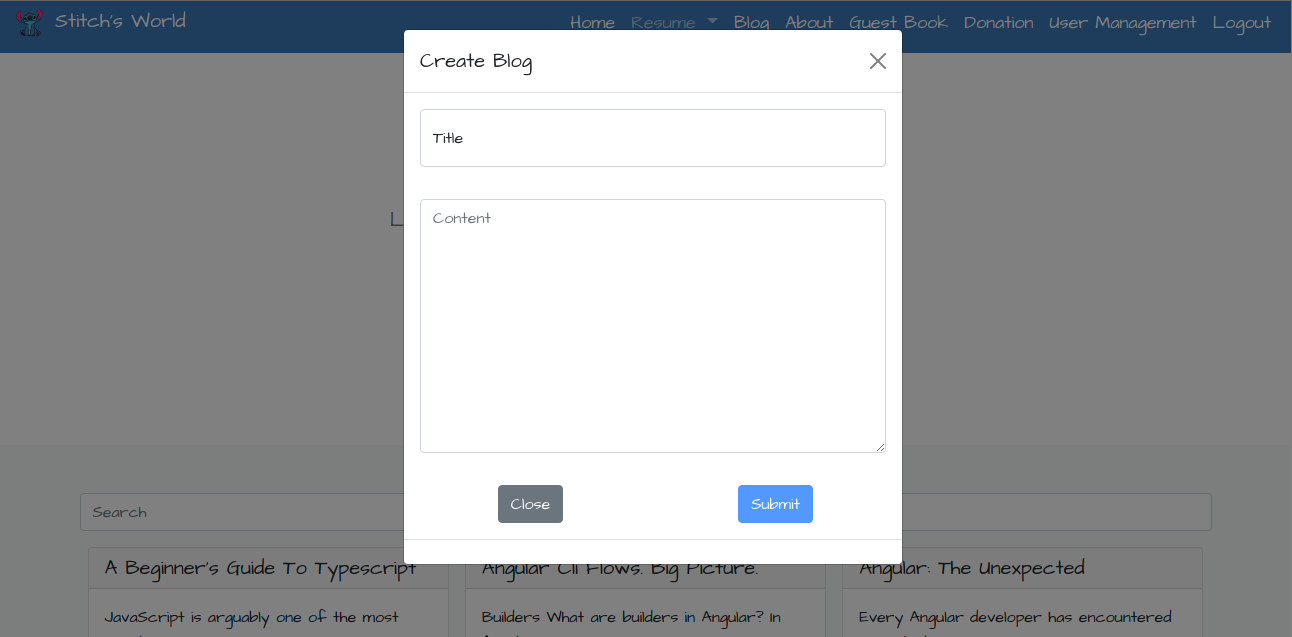 Stitch's World
Home Resume Blog About Guest Book Donation User Management Logout
Create Blog
Title
L
Content
Close Submit
Search
A Beginner's Guide To Typescript
Angular Cli Flows. Big Picture.
Angular: The Unexpected
JavaScript is arguably one of the most
Builders What are builders in Angular? In
Every Angular developer has encountered